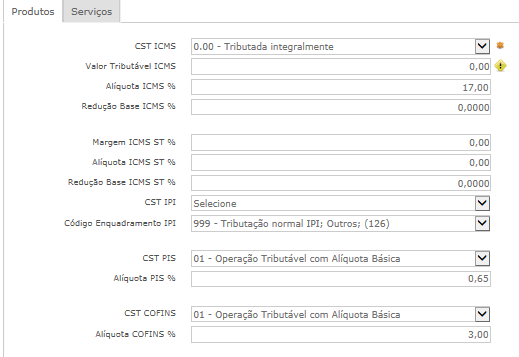 Produtos Serviços
CST ICMS 0.00 - Tributada integralmente
Valor Tributável ICMS 0,00
Alíquota ICMS % 17,00
Redução Base ICMS % 0,0000
Margem ICMS ST % 0,00
Alíquota ICMS ST % 0,00
Redução Base ICMS ST % 0,0000
CST IPI Selecione
Código Enquadramento IPI 999 - Tributação normal IPI; Outros; (126)
CST PIS 01 - Operação Tributável com Alíquota Básica
Alíquota PIS % 0,65
CST COFINS 01 - Operação Tributável com Alíquota Básica
Alíquota COFINS % 3,00